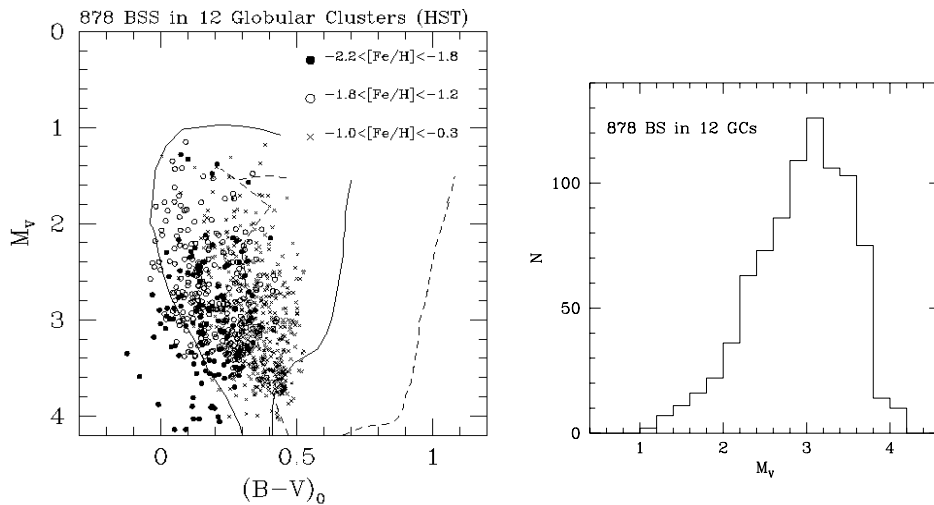 878 BSS in 12 Globular Clusters (HST)
0
1
2
3
4
M_V
−2.2<[Fe/H]<−1.8
−1.8<[Fe/H]<−1.2
−1.0<[Fe/H]<−0.3
0
0.5
1
(B−V)_0
878 BS in 12 GCs
100
50
0
N
1
2
3
4
M_V